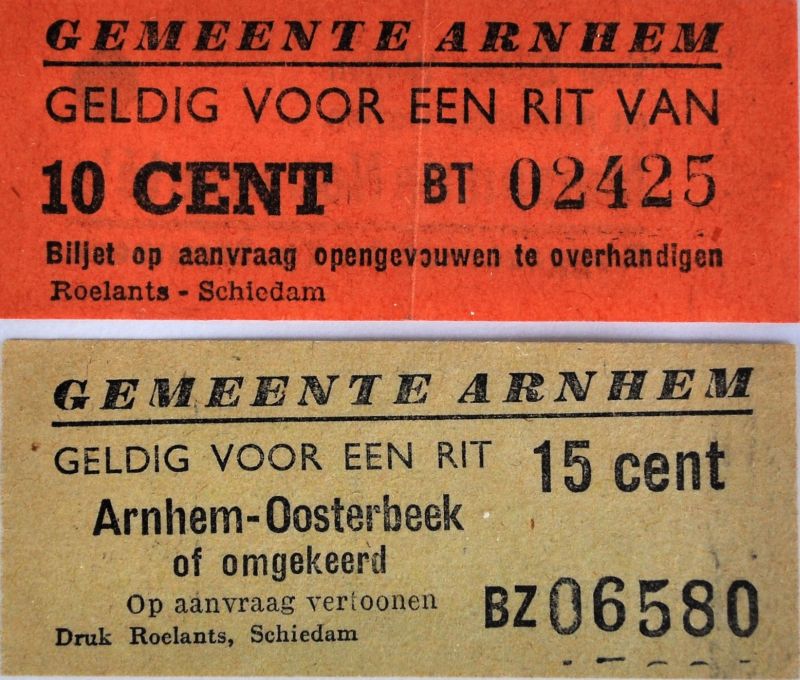 GEMEENTE ARNHEM
GELDIG VOOR EEN RIT VAN
10 CENT BT 02425
Biljet op aanvraag opengevouwen te overhandigen
Roelants - Schiedam
GEMEENTE ARNHEM
GELDIG VOOR EEN RIT 15 cent
Arnhem-Oosterbeek
of omgekeerd
Op aanvraag vertoonen
BZ 06580
Druk Roelants, Schiedam